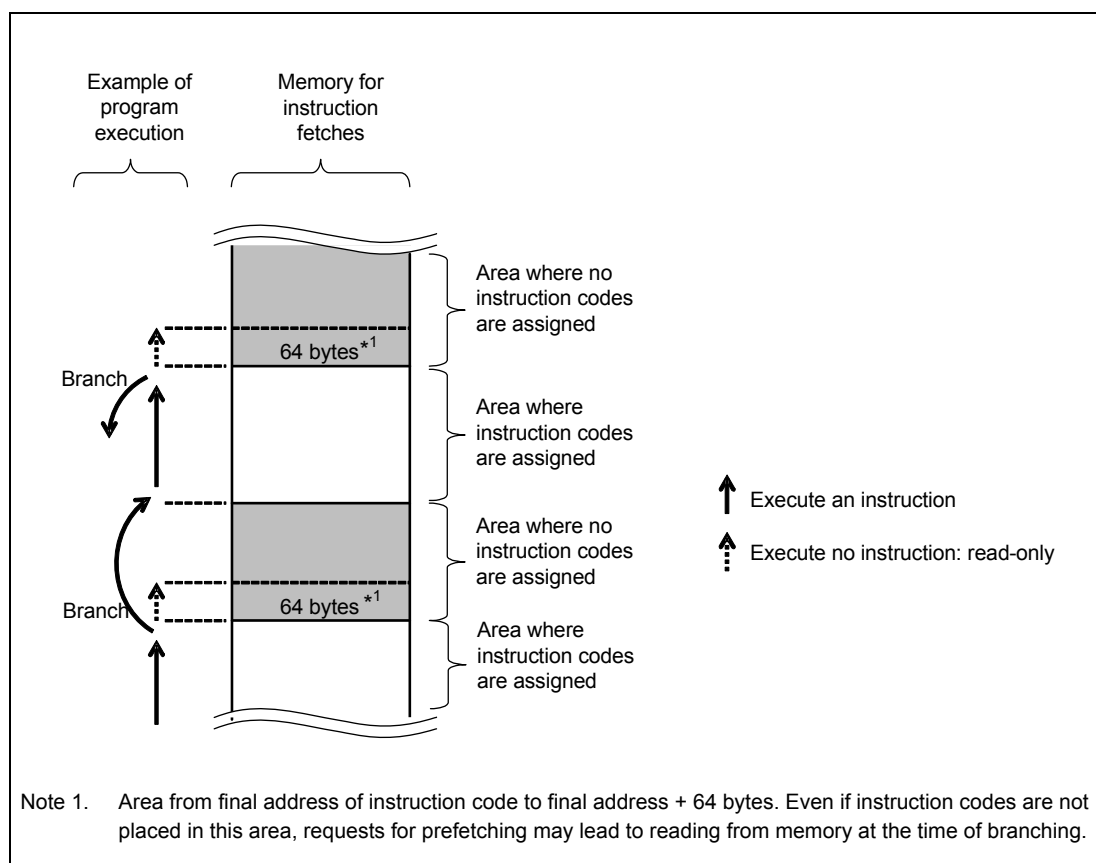 Example of
program
execution
Memory for
instruction
fetches
Area where no
instruction codes
are assigned
64 bytes*1
Branch
Area where
instruction codes
are assigned
Execute an instruction
Area where no
instruction codes
are assigned
Execute no instruction: read-only
64 bytes*1
Branch
Area where
instruction codes
are assigned
Note 1. Area from final address of instruction code to final address + 64 bytes. Even if instruction codes are not
placed in this area, requests for prefetching may lead to reading from memory at the time of branching.